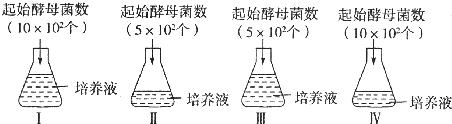 起始酵母菌数 起始酵母菌数 起始酵母菌数 起始酵母菌数
(10×10²个) (5×10²个) (5×10²个) (10×10²个)
培养液 培养液 培养液 培养液
I II III IV